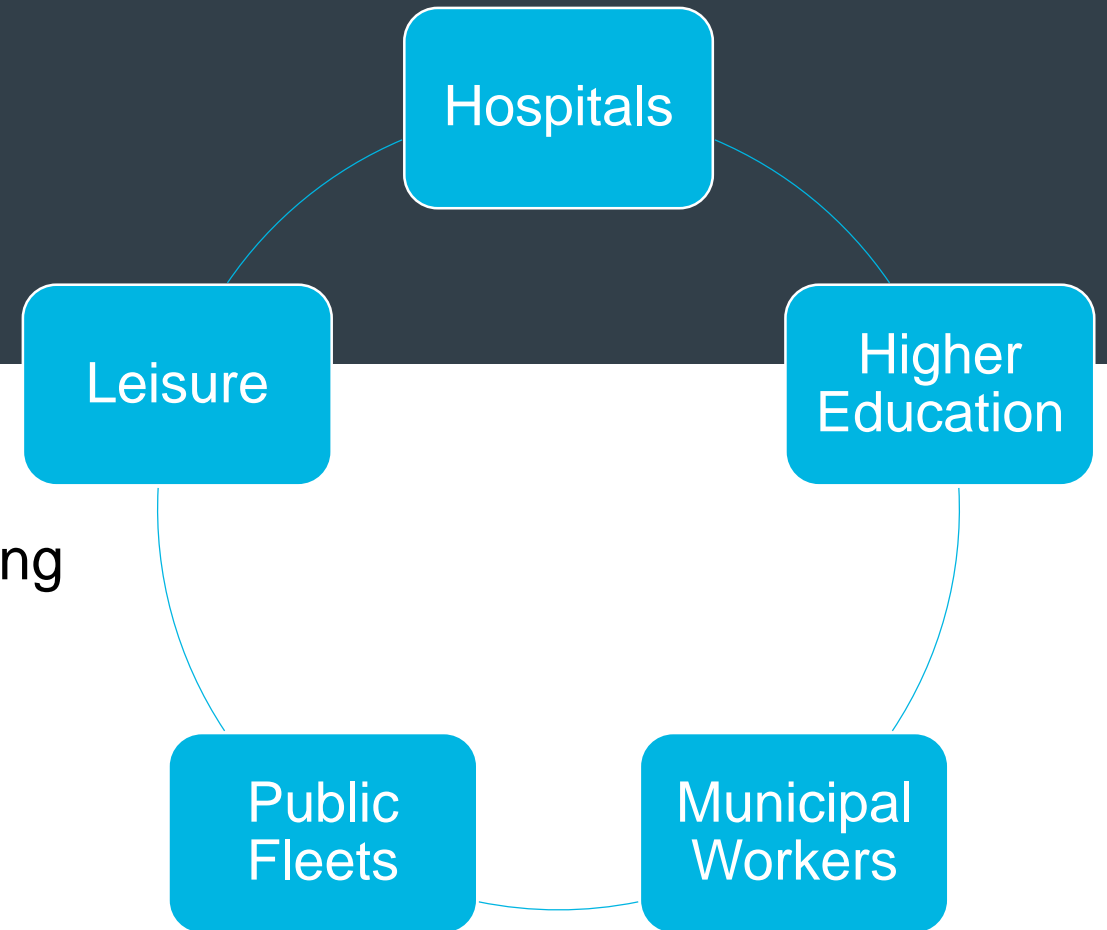 Hospitals
Leisure
Higher
Education
ng
Public
Fleets
Municipal
Workers